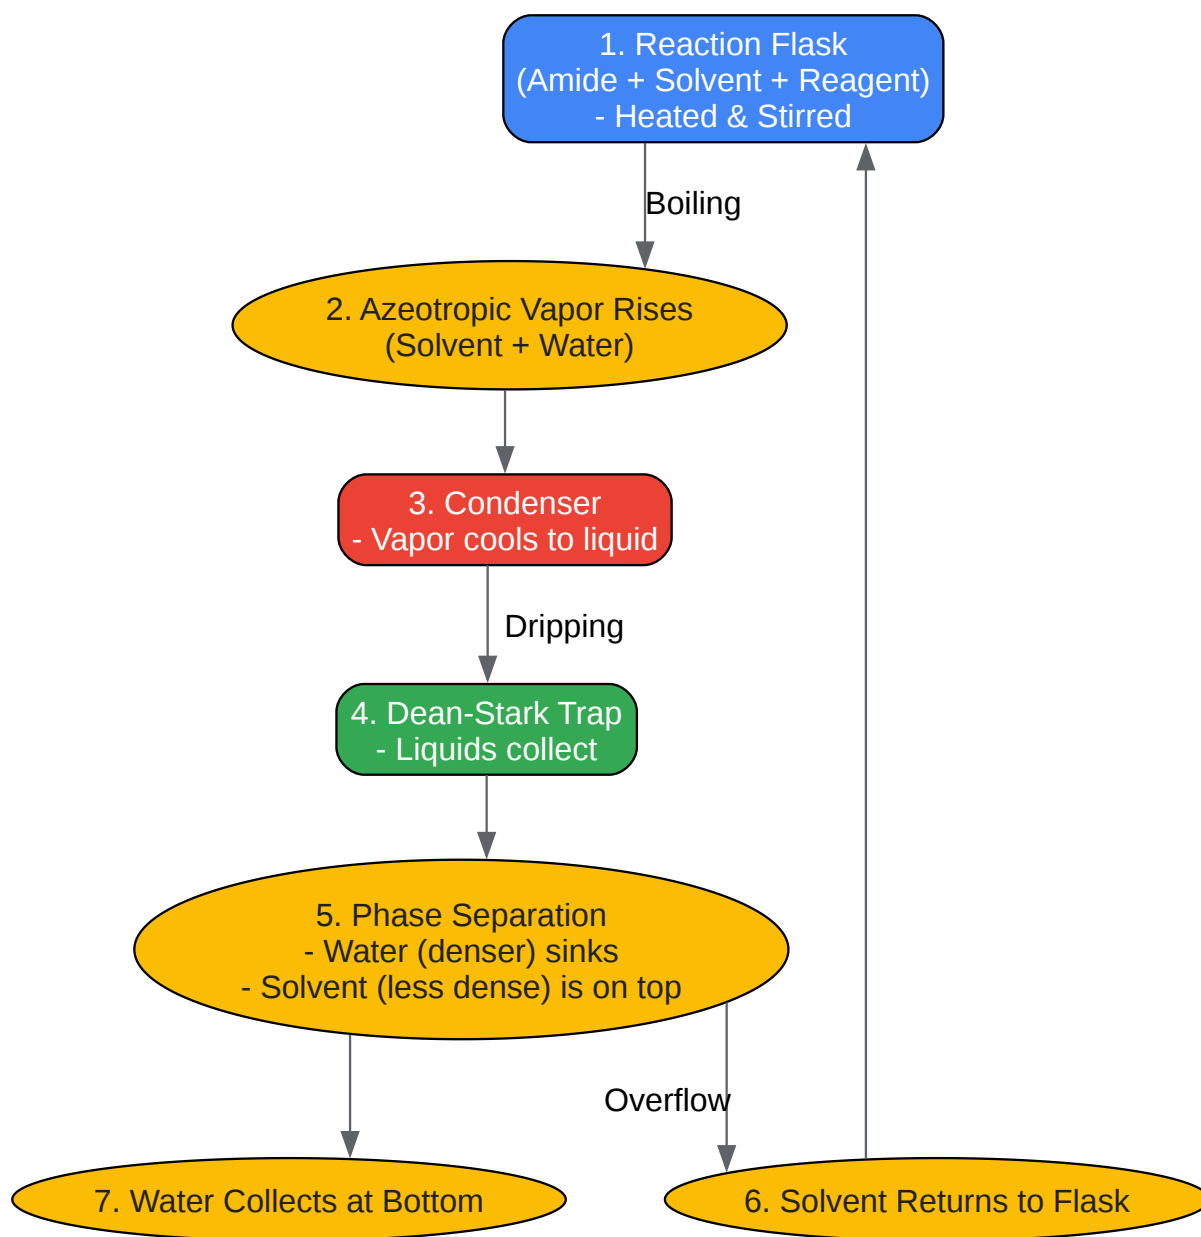 1. Reaction Flask
(Amide + Solvent + Reagent)
- Heated & Stirred
Boiling
2. Azeotropic Vapor Rises
(Solvent + Water)
3. Condenser
- Vapor cools to liquid
Dripping
4. Dean-Stark Trap
- Liquids collect
5. Phase Separation
- Water (denser) sinks
- Solvent (less dense) is on top
Overflow
7. Water Collects at Bottom
6. Solvent Returns to Flask